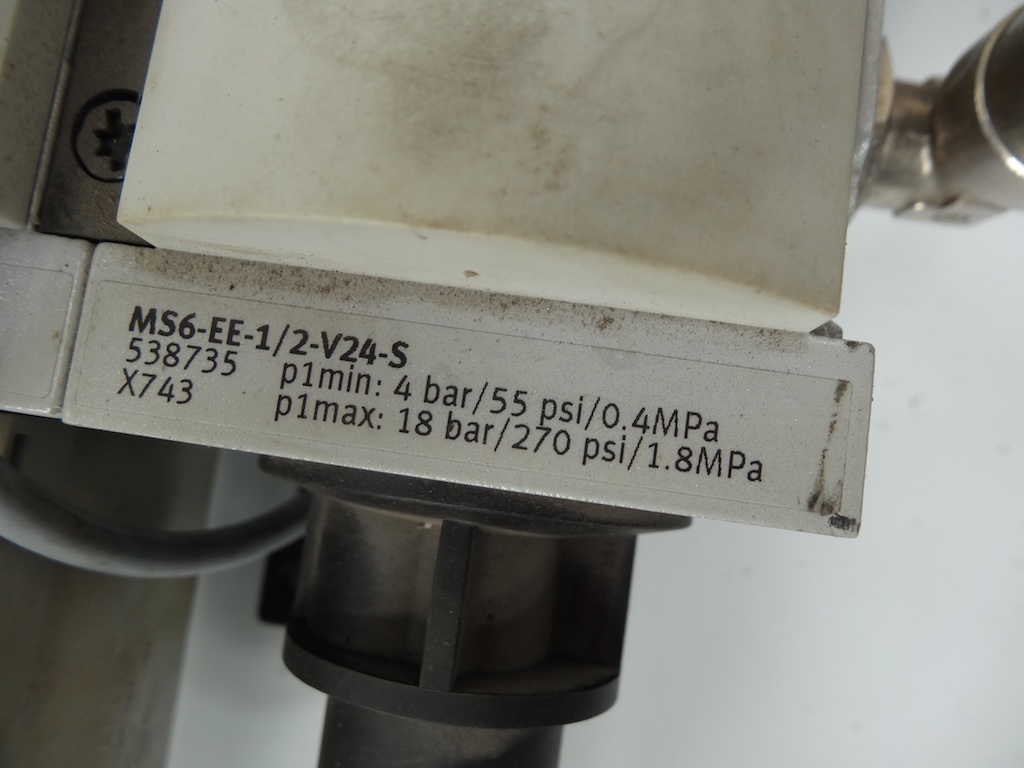 MS6-EE-1/2-V24-S
538735 p1min: 4 bar/55 psi/0.4MPa
X743 p1max: 18 bar/270 psi/1.8MPa